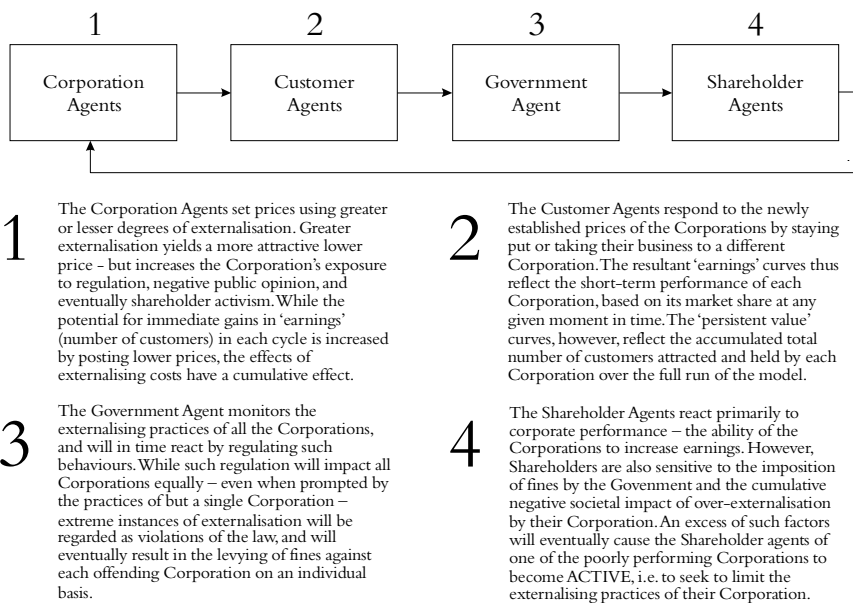 1
2
3
4
Corporation
Agents
Customer
Agents
Government
Agent
Shareholder
Agents
1
The Corporation Agents set prices using greater
or lesser degrees of externalisation. Greater
externalisation yields a more attractive lower
price - but increases the Corporation's exposure
to regulation, negative public opinion, and
eventually shareholder activism. While the
potential for immediate gains in 'earnings'
(number of customers) in each cycle is increased
by posting lower prices, the effects of
externalising costs have a cumulative effect.
2
The Customer Agents respond to the newly
established prices of the Corporations by staying
put or taking their business to a different
Corporation. The resultant 'earnings' curves thus
reflect the short-term performance of each
Corporation, based on its market share at any
given moment in time. The 'persistent value'
curves, however, reflect the accumulated total
number of customers attracted and held by each
Corporation over the full run of the model.
3
The Government Agent monitors the
externalising practices of all the Corporations,
and will in time react by regulating such
behaviours. While such regulation will impact all
Corporations equally – even when prompted by
the practices of but a single Corporation –
extreme instances of externalisation will be
regarded as violations of the law, and will
eventually result in the levying of fines against
each offending Corporation on an individual
basis.
4
The Shareholder Agents react primarily to
corporate performance – the ability of the
Corporations to increase earnings. However,
Shareholders are also sensitive to the imposition
of fines by the Govenment and the cumulative
negative societal impact of over-externalisation
by their Corporation. An excess of such factors
will eventually cause the Shareholder agents of
one of the poorly performing Corporations to
become ACTIVE, i.e. to seek to limit the
externalising practices of their Corporation.